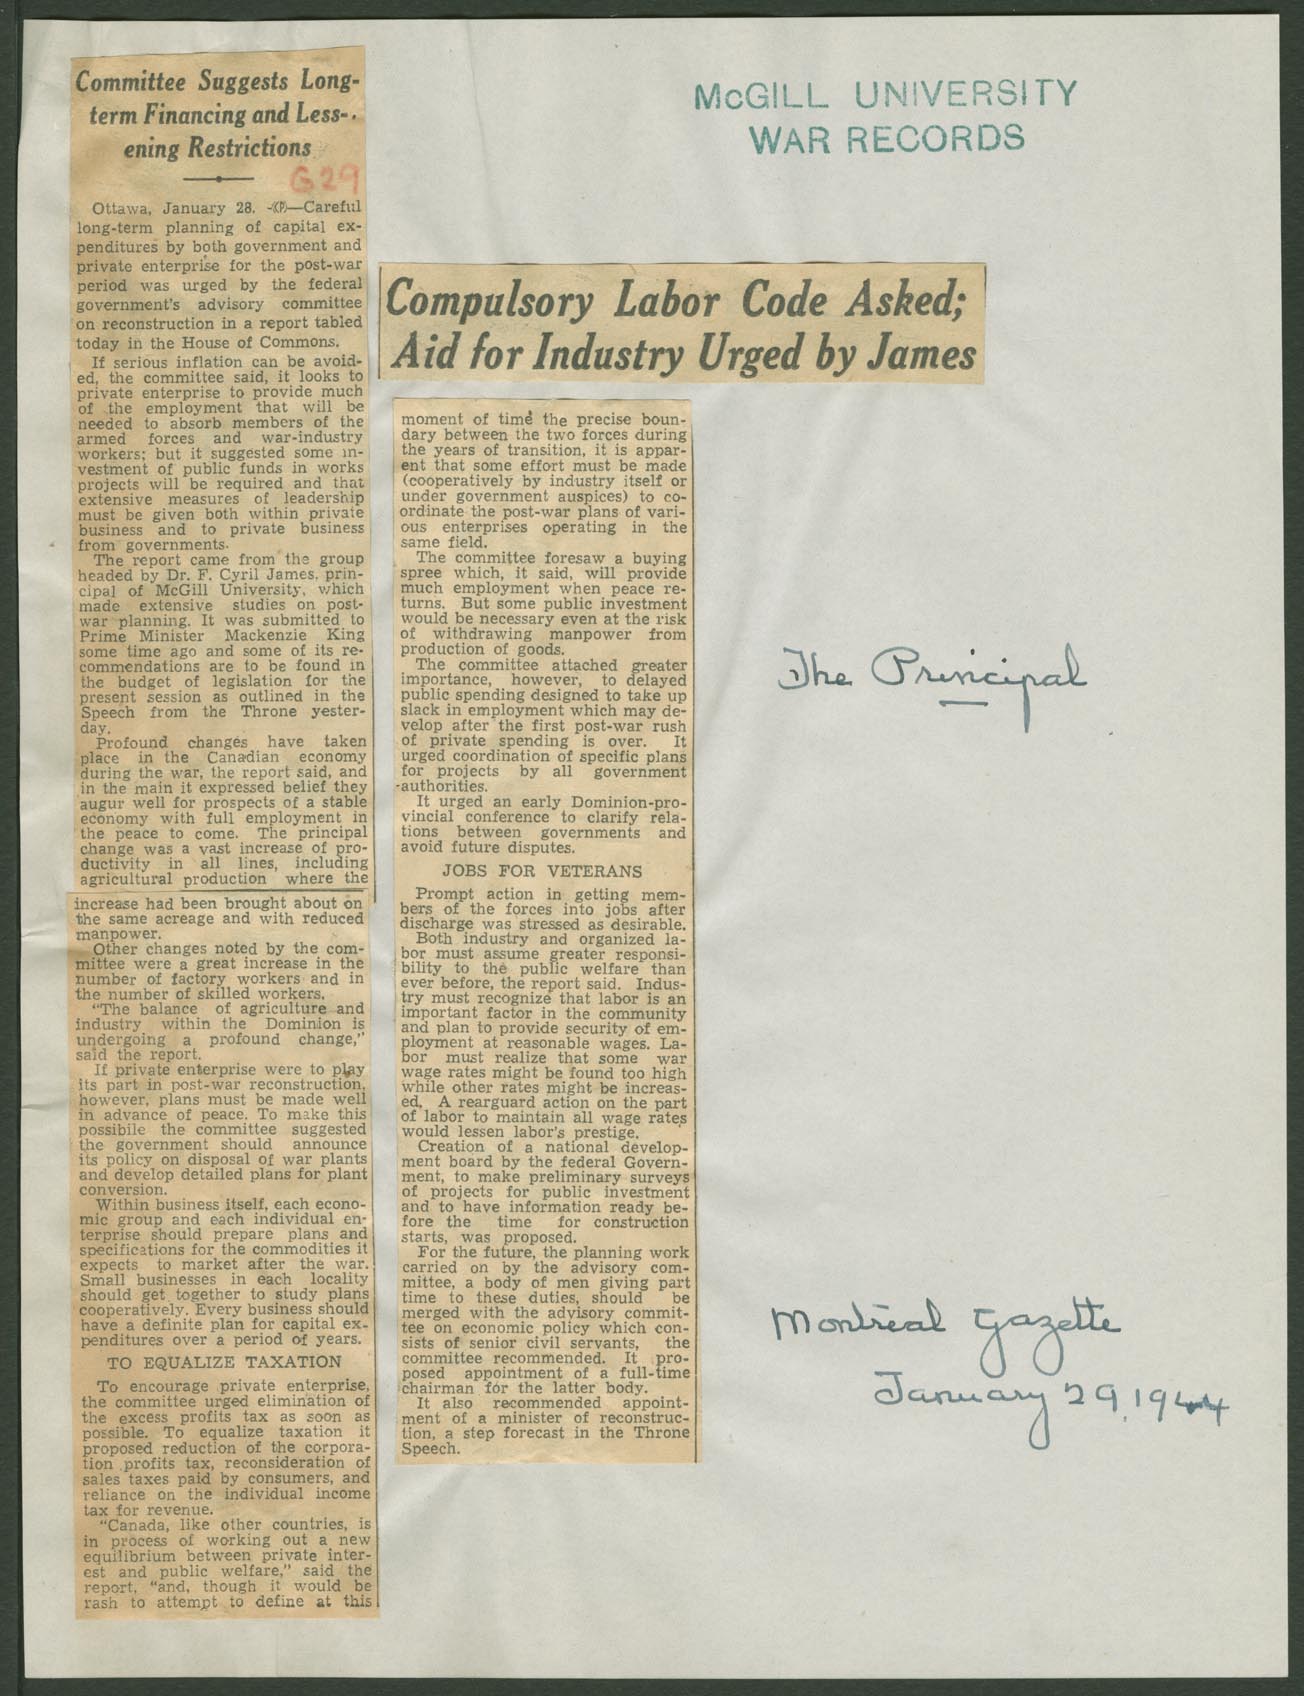 McGILL UNIVERSITY
WAR RECORDS
Compulsory Labor Code Asked;
Aid for Industry Urged by James
Committee Suggests Long-
term Financing and Less-
ening Restrictions
G29
Ottawa, January 28. -(CP)—Careful
long-term planning of capital ex-
penditures by both government and
private enterprise for the post-war
period was urged by the federal
government's advisory committee
on reconstruction in a report tabled
today in the House of Commons.
If serious inflation can be avoid-
ed, the committee said, it looks to
private enterprise to provide much
of the employment that will be
needed to absorb members of the
armed forces and war-industry
workers; but it suggested some in-
vestment of public funds in works
projects will be required and that
extensive measures of leadership
must be given both within private
business and to private business
from governments.
The report came from the group
headed by Dr. F. Cyril James, prin-
cipal of McGill University, which
made extensive studies on post-
war planning. It was submitted to
Prime Minister Mackenzie King
some time ago and some of its re-
commendations are to be found in
the budget of legislation for the
present session as outlined in the
Speech from the Throne yester-
day.
Profound changes have taken
place in the Canadian economy
during the war, the report said, and
in the main it expressed belief they
augur well for prospects of a stable
economy with full employment in
the peace to come. The principal
change was a vast increase of pro-
ductivity in all lines, including
agricultural production where the
increase had been brought about on
the same acreage and with reduced
manpower.
Other changes noted by the com-
mittee were a great increase in the
number of factory workers and in
the number of skilled workers.
"The balance of agriculture and
industry within the Dominion is
undergoing a profound change,"
said the report.
If private enterprise were to play
its part in post-war reconstruction,
however, plans must be made well
in advance of peace. To make this
possibile the committee suggested
the government should announce
its policy on disposal of war plants
and develop detailed plans for plant
conversion.
Within business itself, each econo-
mic group and each individual en-
terprise should prepare plans and
specifications for the commodities it
expects to market after the war.
Small businesses in each locality
should get together to study plans
cooperatively. Every business should
have a definite plan for capital ex-
penditures over a period of years.
TO EQUALIZE TAXATION
To encourage private enterprise,
the committee urged elimination of
the excess profits tax as soon as
possible. To equalize taxation it
proposed reduction of the corpora-
tion profits tax, reconsideration of
sales taxes paid by consumers, and
reliance on the individual income
tax for revenue.
"Canada, like other countries, is
in process of working out a new
equilibrium between private inter-
est and public welfare," said the
report, "and, though it would be
rash to attempt to define at this
moment of time the precise boun-
dary between the two forces during
the years of transition, it is appar-
ent that some effort must be made
(cooperatively by industry itself or
under government auspices) to co-
ordinate the post-war plans of vari-
ous enterprises operating in the
same field.
The committee foresaw a buying
spree which, it said, will provide
much employment when peace re-
turns. But some public investment
would be necessary even at the risk
of withdrawing manpower from
production of goods.
The committee attached greater
importance, however, to delayed
public spending designed to take up
slack in employment which may de-
velop after the first post-war rush
of private spending is over. It
urged coordination of specific plans
for projects by all government
authorities.
It urged an early Dominion-pro-
vincial conference to clarify rela-
tions between governments and
avoid future disputes.
JOBS FOR VETERANS
Prompt action in getting mem-
bers of the forces into jobs after
discharge was stressed as desirable.
Both industry and organized la-
bor must assume greater responsi-
bility to the public welfare than
ever before, the report said. Indus-
try must recognize that labor is an
important factor in the community
and plan to provide security of em-
ployment at reasonable wages. La-
bor must realize that some war
wage rates might be found too high
while other rates might be increas-
ed. A rearguard action on the part
of labor to maintain all wage rates
would lessen labor's prestige.
Creation of a national develop-
ment board by the federal Govern-
ment, to make preliminary surveys
of projects for public investment
and to have information ready be-
fore the time for construction
starts, was proposed.
For the future, the planning work
carried on by the advisory com-
mittee, a body of men giving part
time to these duties, should be
merged with the advisory commit-
tee on economic policy which con-
sists of senior civil servants, the
committee recommended. It pro-
posed appointment of a full-time
chairman for the latter body.
It also recommended appoint-
ment of a minister of reconstruc-
tion, a step forecast in the Throne
Speech.
The Principal
Montreal Gazette
January 29, 1944